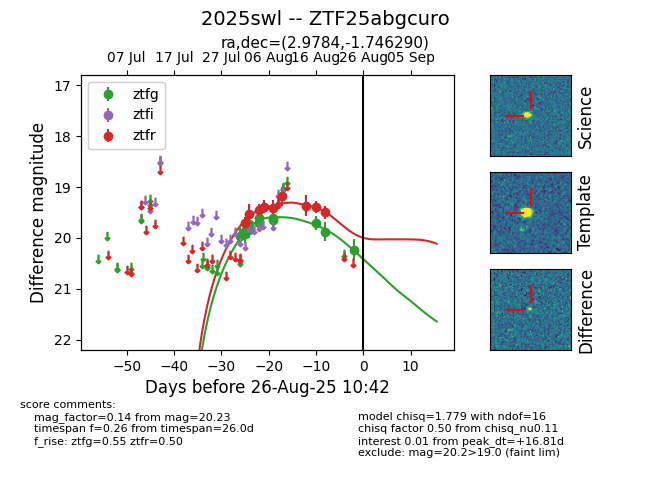 2025swl -- ZTF25abgcuro
ra,dec=(2.9784,-1.746290)
07 Jul 17 Jul 27 Jul 06 Aug 16 Aug 26 Aug 05 Sep
ztfg
ztfi
ztfr
17
18
19
20
21
22
Difference magnitude
−50 −40 −30 −20 −10 0 10
Days before 26-Aug-25 10:42
Science
Template
Difference
score comments:
mag_factor=0.14 from mag=20.23
timespan f=0.26 from timespan=26.0d
f_rise: ztfg=0.55 ztfr=0.50
model chisq=1.779 with ndof=16
chisq factor 0.50 from chisq_nu0.11
interest 0.01 from peak_dt=+16.81d
exclude: mag=20.2>19.0 (faint lim)